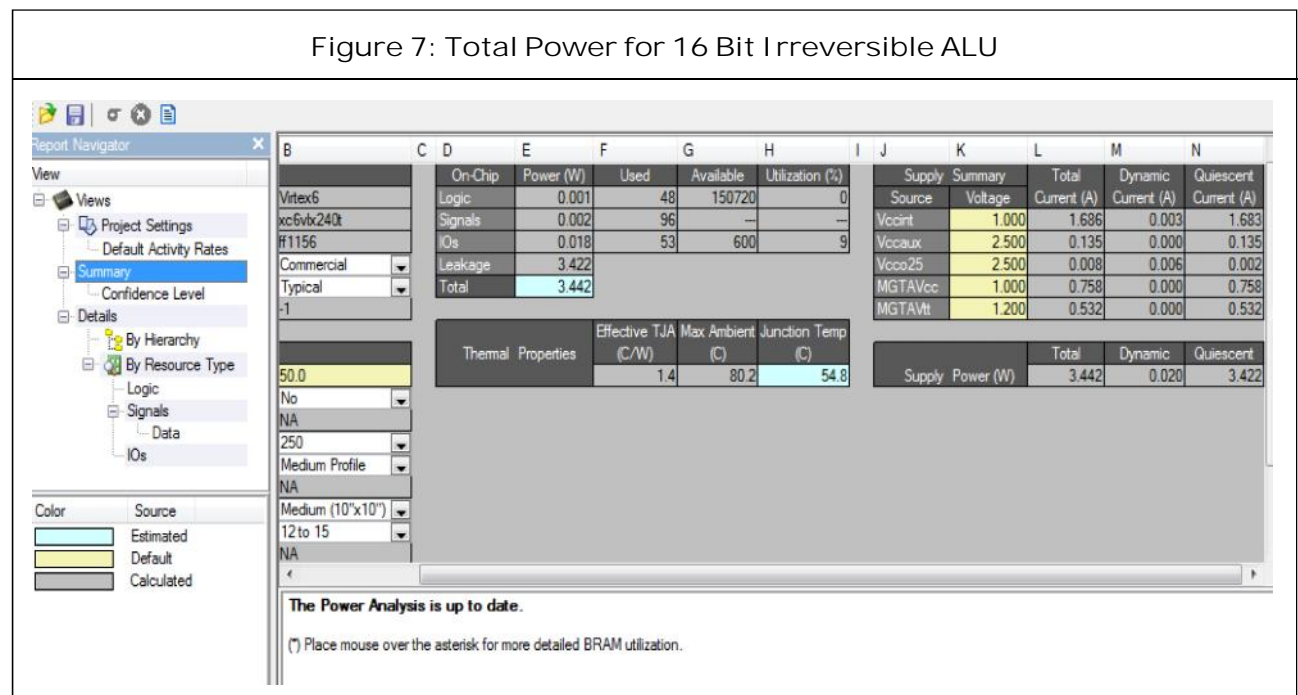 Figure 7: Total Power for 16 Bit Irreversible ALU
Report Navigator
View
Views
Project Settings
Default Activity Rates
Summary
Confidence Level
Details
By Hierarchy
By Resource Type
Logic
Signals
Data
IOs
Color Source
Estimated
Default
Calculated
B C D E F G H I J K L M N
Virtex6
xc6vlx240t
ff1156
Commercial
Typical
-1
50.0
No
NA
250
Medium Profile
NA
Medium (10"x10")
12 to 15
NA
On-Chip Power (W) Used Available Utilization (%)
Logic 0.001 48 150720 0
Signals 0.002 96 --- ---
IOs 0.018 53 600 9
Leakage 3.422
Total 3.442
Effective TJA Max Ambient Junction Temp
Thermal Properties (C/W) (C) (C)
1.4 80.2 54.8
Supply Summary Total Dynamic Quiescent
Source Voltage Current (A) Current (A) Current (A)
Vccint 1.000 1.686 0.003 1.683
Vccaux 2.500 0.135 0.000 0.135
Vcco25 2.500 0.008 0.006 0.002
MGTAVcc 1.000 0.758 0.000 0.758
MGTAVtt 1.200 0.532 0.000 0.532
Total Dynamic Quiescent
Supply Power (W) 3.442 0.020 3.422
The Power Analysis is up to date.
(*) Place mouse over the asterisk for more detailed BRAM utilization.